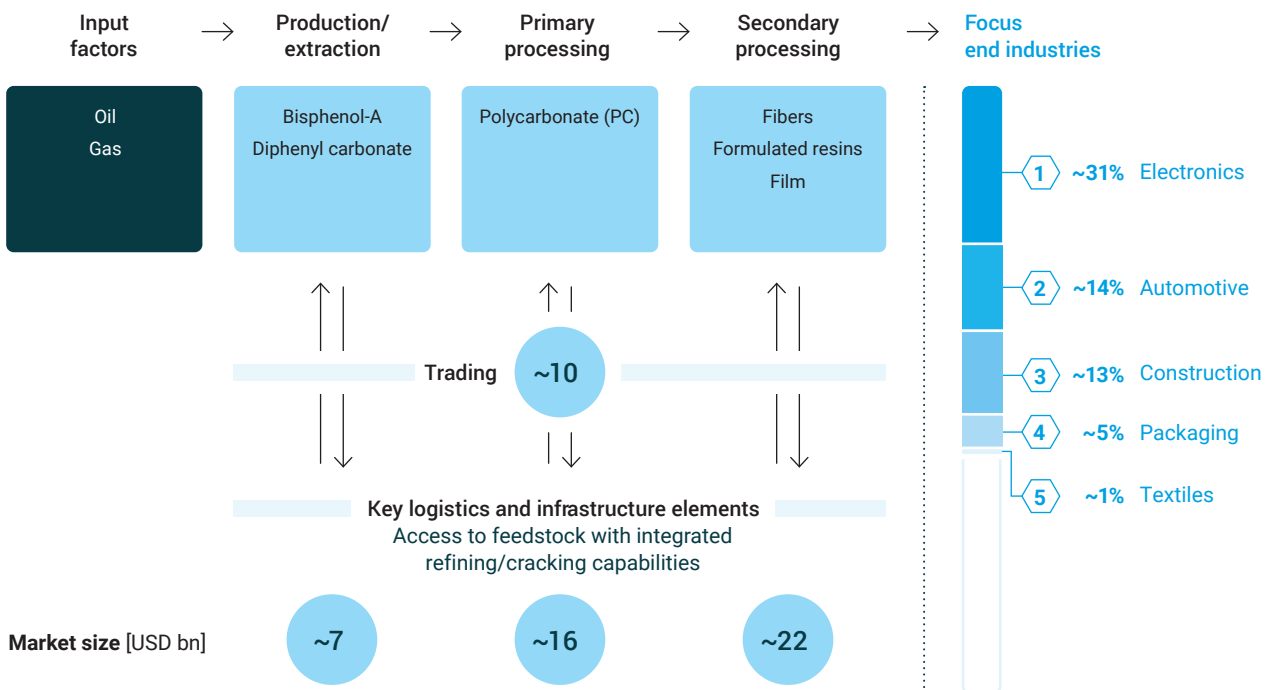 Input
factors
Production/
extraction
Primary
processing
Secondary
processing
Focus
end industries
Oil
Gas
Bisphenol-A
Diphenyl carbonate
Polycarbonate (PC)
Fibers
Formulated resins
Film
1 ~31% Electronics
2 ~14% Automotive
3 ~13% Construction
4 ~5% Packaging
5 ~1% Textiles
Trading ~10
Key logistics and infrastructure elements
Access to feedstock with integrated
refining/cracking capabilities
Market size [USD bn] ~7 ~16 ~22